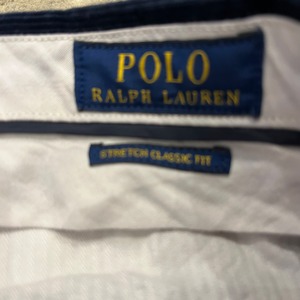 POLO
RALPH LAUREN
STRETCH CLASSIC FIT